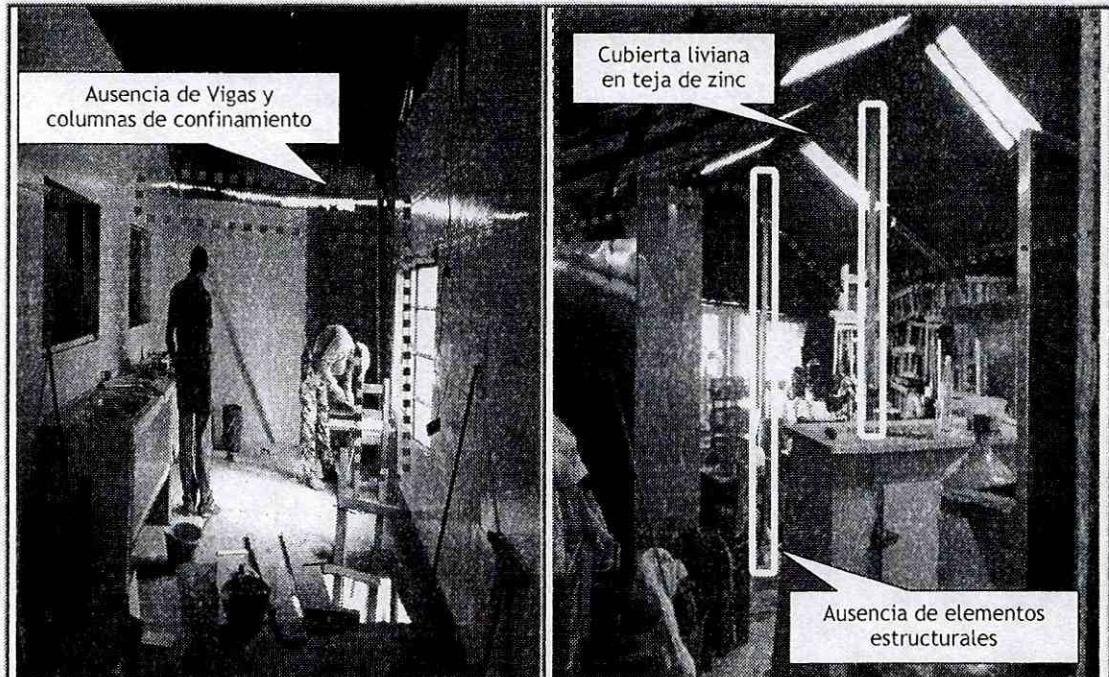 Ausencia de Vigas y
columnas de confinamiento
Cubierta liviana
en teja de zinc
Ausencia de elementos
estructurales